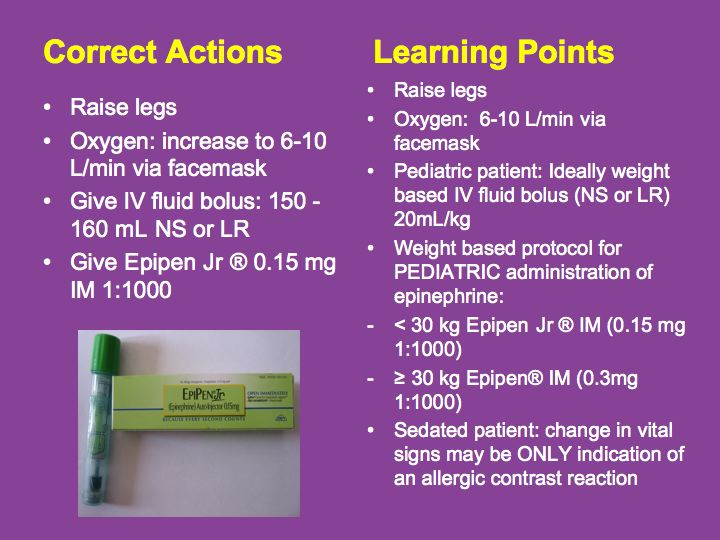 Correct Actions
• Raise legs
• Oxygen: increase to 6-10
L/min via facemask
• Give IV fluid bolus: 150 -
160 mL NS or LR
• Give Epipen Jr ® 0.15 mg
IM 1:1000
EPIPEN Jr
(Epinephrine) Auto-Injector 0.15mg
BECAUSE EVERY SECOND COUNTS
OPEN IMMEDIATELY
Learning Points
• Raise legs
• Oxygen: 6-10 L/min via
facemask
• Pediatric patient: Ideally weight
based IV fluid bolus (NS or LR)
20mL/kg
• Weight based protocol for
PEDIATRIC administration of
epinephrine:
- < 30 kg Epipen Jr ® IM (0.15 mg
1:1000)
- ≥ 30 kg Epipen® IM (0.3mg
1:1000)
• Sedated patient: change in vital
signs may be ONLY indication of
an allergic contrast reaction